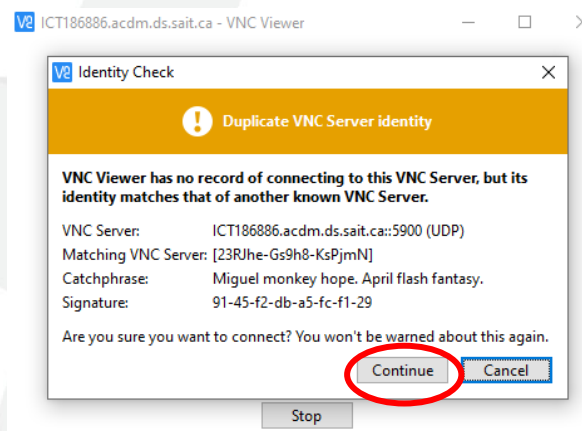 V2 ICT186886.acdm.ds.sait.ca - VNC Viewer
V2 Identity Check
! Duplicate VNC Server identity
VNC Viewer has no record of connecting to this VNC Server, but its
identity matches that of another known VNC Server.
VNC Server: ICT186886.acdm.ds.sait.ca::5900 (UDP)
Matching VNC Server: [23RJhe-Gs9h8-KsPjmN]
Catchphrase: Miguel monkey hope. April flash fantasy.
Signature: 91-45-f2-db-a5-fc-f1-29
Are you sure you want to connect? You won't be warned about this again.
Continue Cancel
Stop